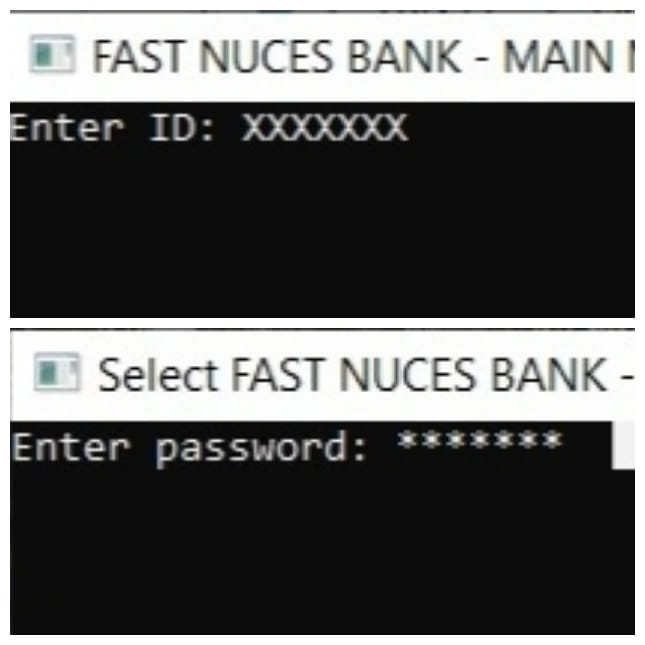 FAST NUCES BANK - MAIN
Enter ID: XXXXXXX
Select FAST NUCES BANK -
Enter password: *******